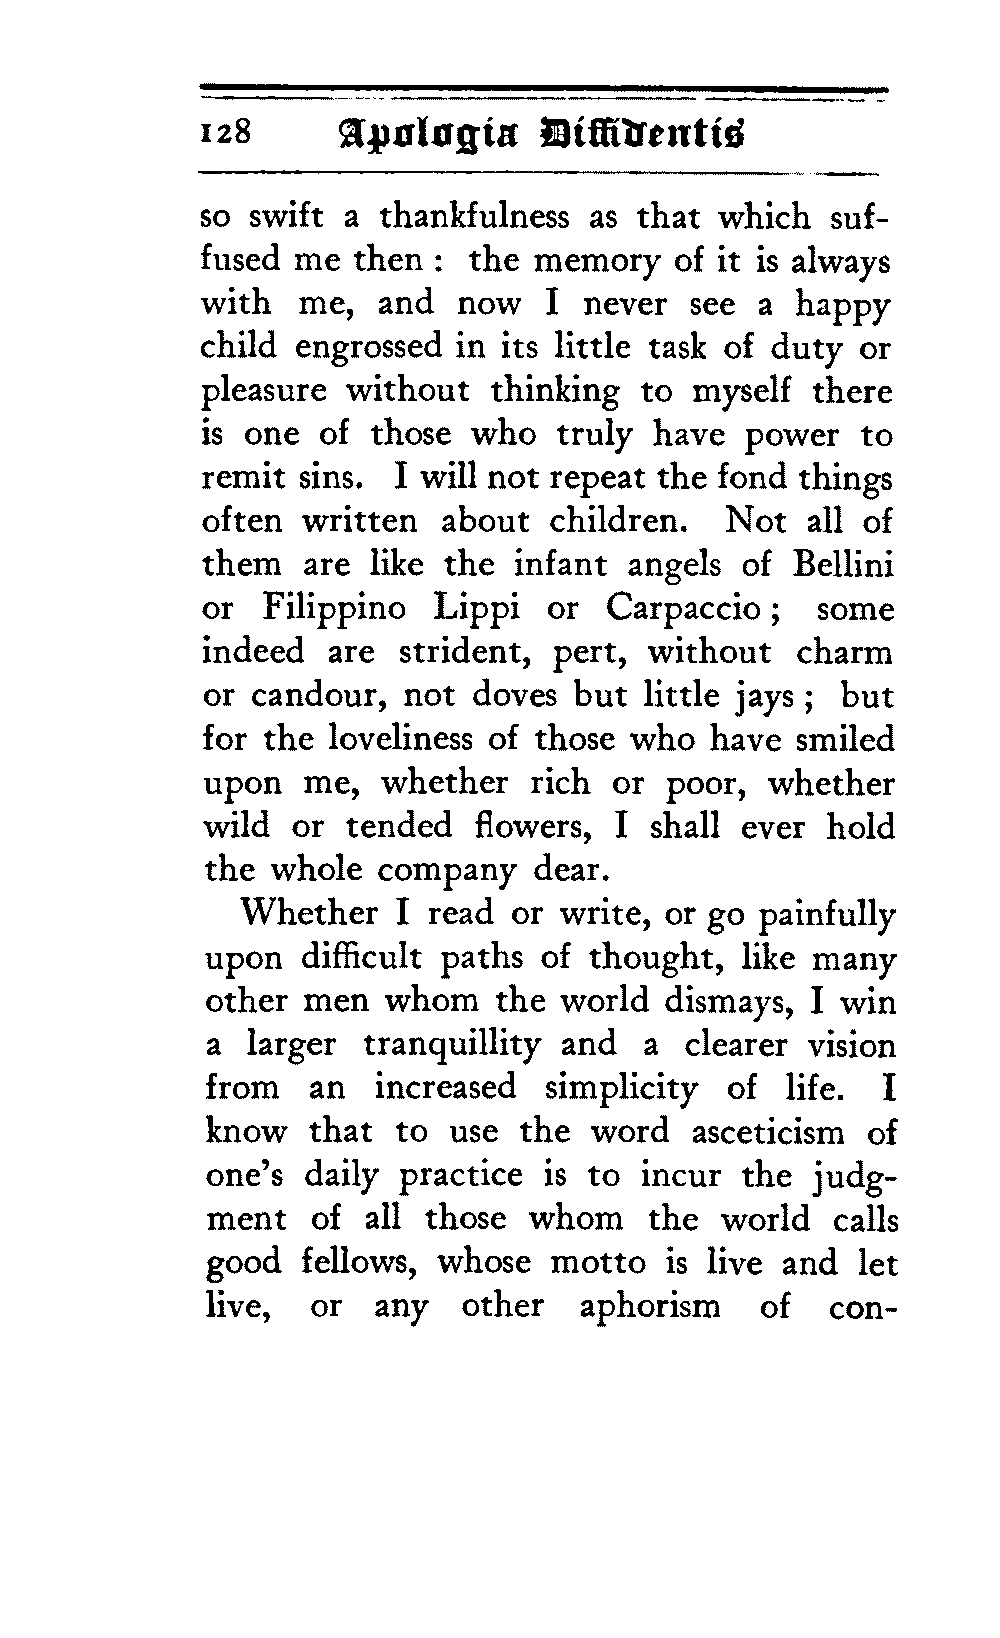 128 Apologia Diffidentis
so swift a thankfulness as that which suf-
fused me then : the memory of it is always
with me, and now I never see a happy
child engrossed in its little task of duty or
pleasure without thinking to myself there
is one of those who truly have power to
remit sins. I will not repeat the fond things
often written about children. Not all of
them are like the infant angels of Bellini
or Filippino Lippi or Carpaccio ; some
indeed are strident, pert, without charm
or candour, not doves but little jays ; but
for the loveliness of those who have smiled
upon me, whether rich or poor, whether
wild or tended flowers, I shall ever hold
the whole company dear.
Whether I read or write, or go painfully
upon difficult paths of thought, like many
other men whom the world dismays, I win
a larger tranquillity and a clearer vision
from an increased simplicity of life. I
know that to use the word asceticism of
one's daily practice is to incur the judg-
ment of all those whom the world calls
good fellows, whose motto is live and let
live, or any other aphorism of con-